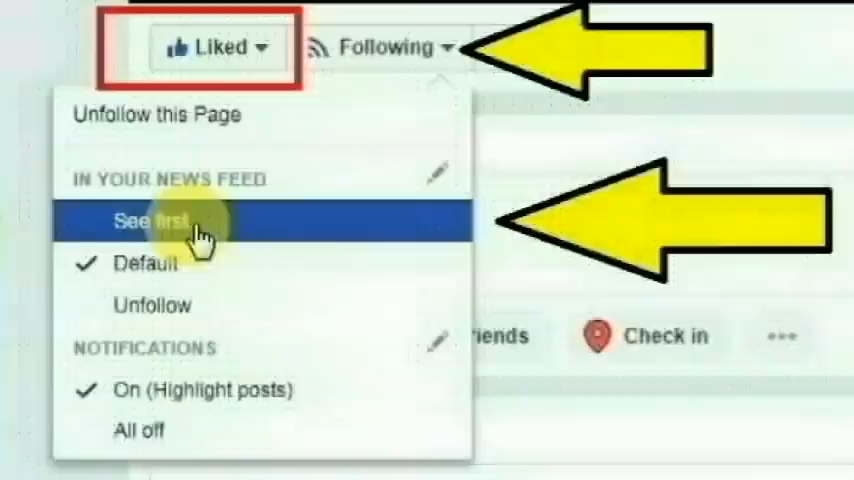 Liked Following
Unfollow this Page
IN YOUR NEWS FEED
See first
Default
Unfollow
riends Check in
NOTIFICATIONS
On (Highlight posts)
All off